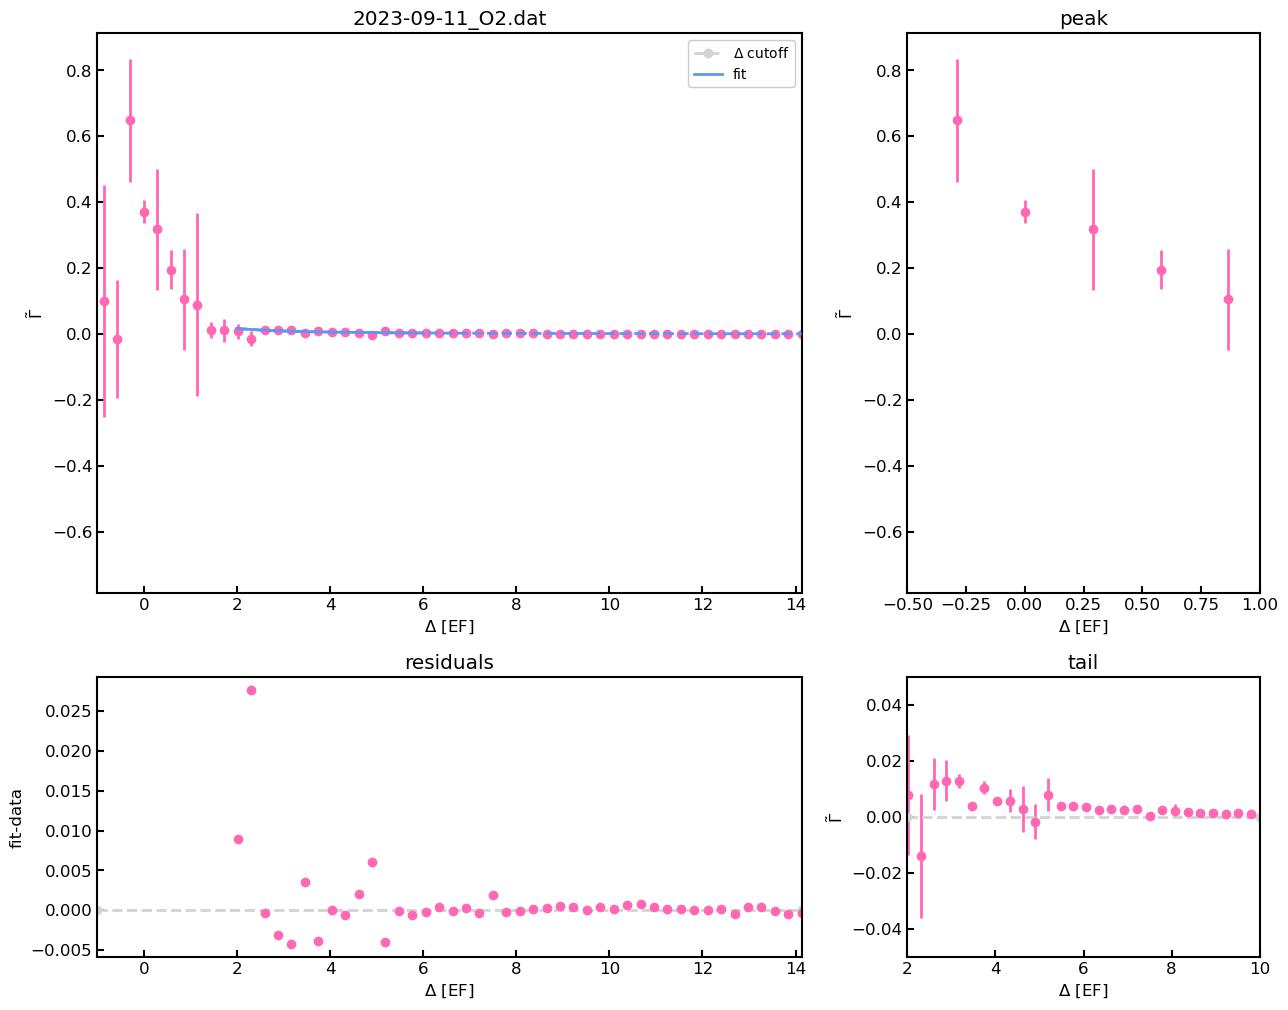 2023-09-11_O2.dat
Δ cutoff
fit
0.8
0.6
0.4
0.2
0.0
−0.2
−0.4
−0.6
Γ̃
0 2 4 6 8 10 12 14
Δ [EF]
peak
0.8
0.6
0.4
0.2
0.0
−0.2
−0.4
−0.6
Γ̃
−0.50 −0.25 0.00 0.25 0.50 0.75 1.00
Δ [EF]
residuals
0.025
0.020
0.015
0.010
0.005
0.000
−0.005
fit-data
0 2 4 6 8 10 12 14
Δ [EF]
tail
0.04
0.02
0.00
−0.02
−0.04
Γ̃
2 4 6 8 10
Δ [EF]